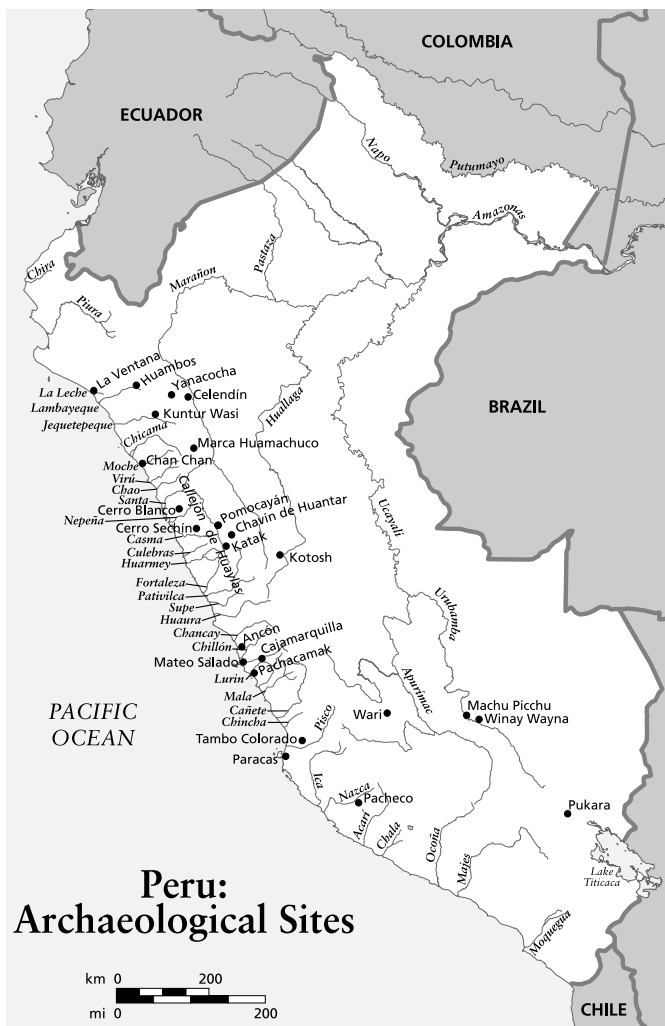 COLOMBIA
ECUADOR
Napo
Putumayo
Amazonas
Pastaza
Chira
Marañon
Piura
La Ventana
Huambos
Yanacocha
La Leche
Celendín
Lambayeque
Kuntur Wasi
Huallaga
BRAZIL
Jequetepeque
Chicama
Marca Huamachuco
Chan Chan
Moche
Virú
Chao
Santa
Callejón de Huaylas
Cerro Blanco
Pomocayán
Chavín de Huantar
Nepeña
Cerro Sechín
Ucayali
Casma
Katak
Culebras
Kotosh
Huarmey
Fortaleza
Pativilca
Supe
Urubamba
Huaura
Chancay
Ancón
Chillón
Cajamarquilla
Mateo Salado
Pachacamak
Lurin
Apurimac
Mala
Cañete
Machu Picchu
PACIFIC
OCEAN
Chincha
Pisco
Wari
Winay Wayna
Tambo Colorado
Paracas
Ica
Nazca
Pacheco
Pukara
Acarí
Chala
Ocoña
Majes
Lake
Titicaca
Peru:
Archaeological Sites
Moquegua
km 0 200
mi 0 200
CHILE